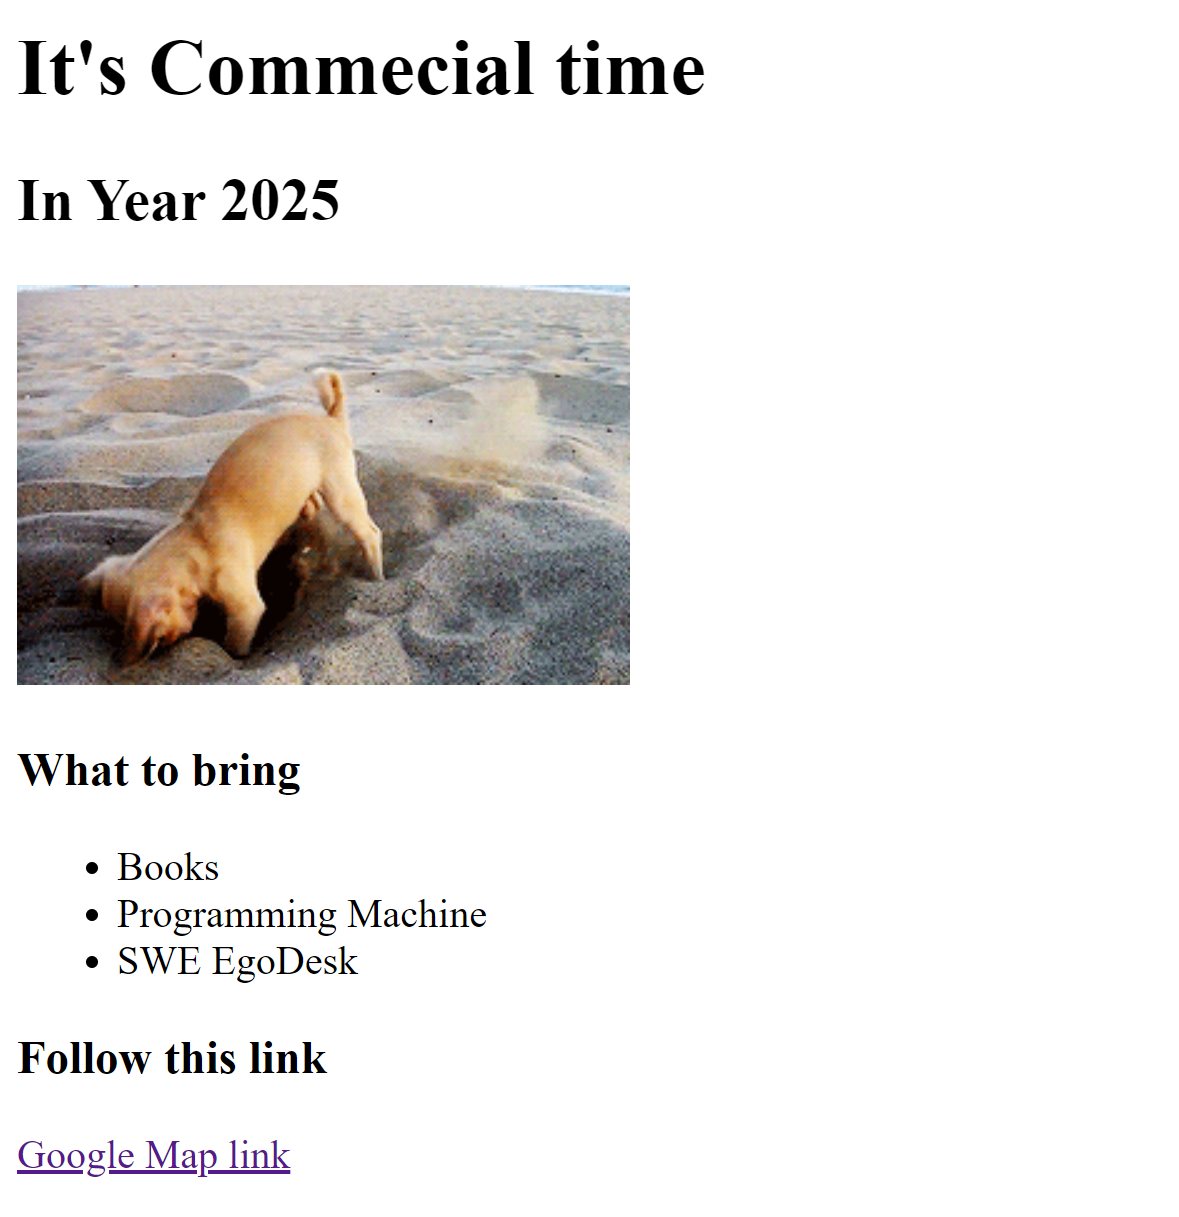 It's Commecial time
In Year 2025
What to bring
Books
Programming Machine
SWE EgoDesk
Follow this link
Google Map link